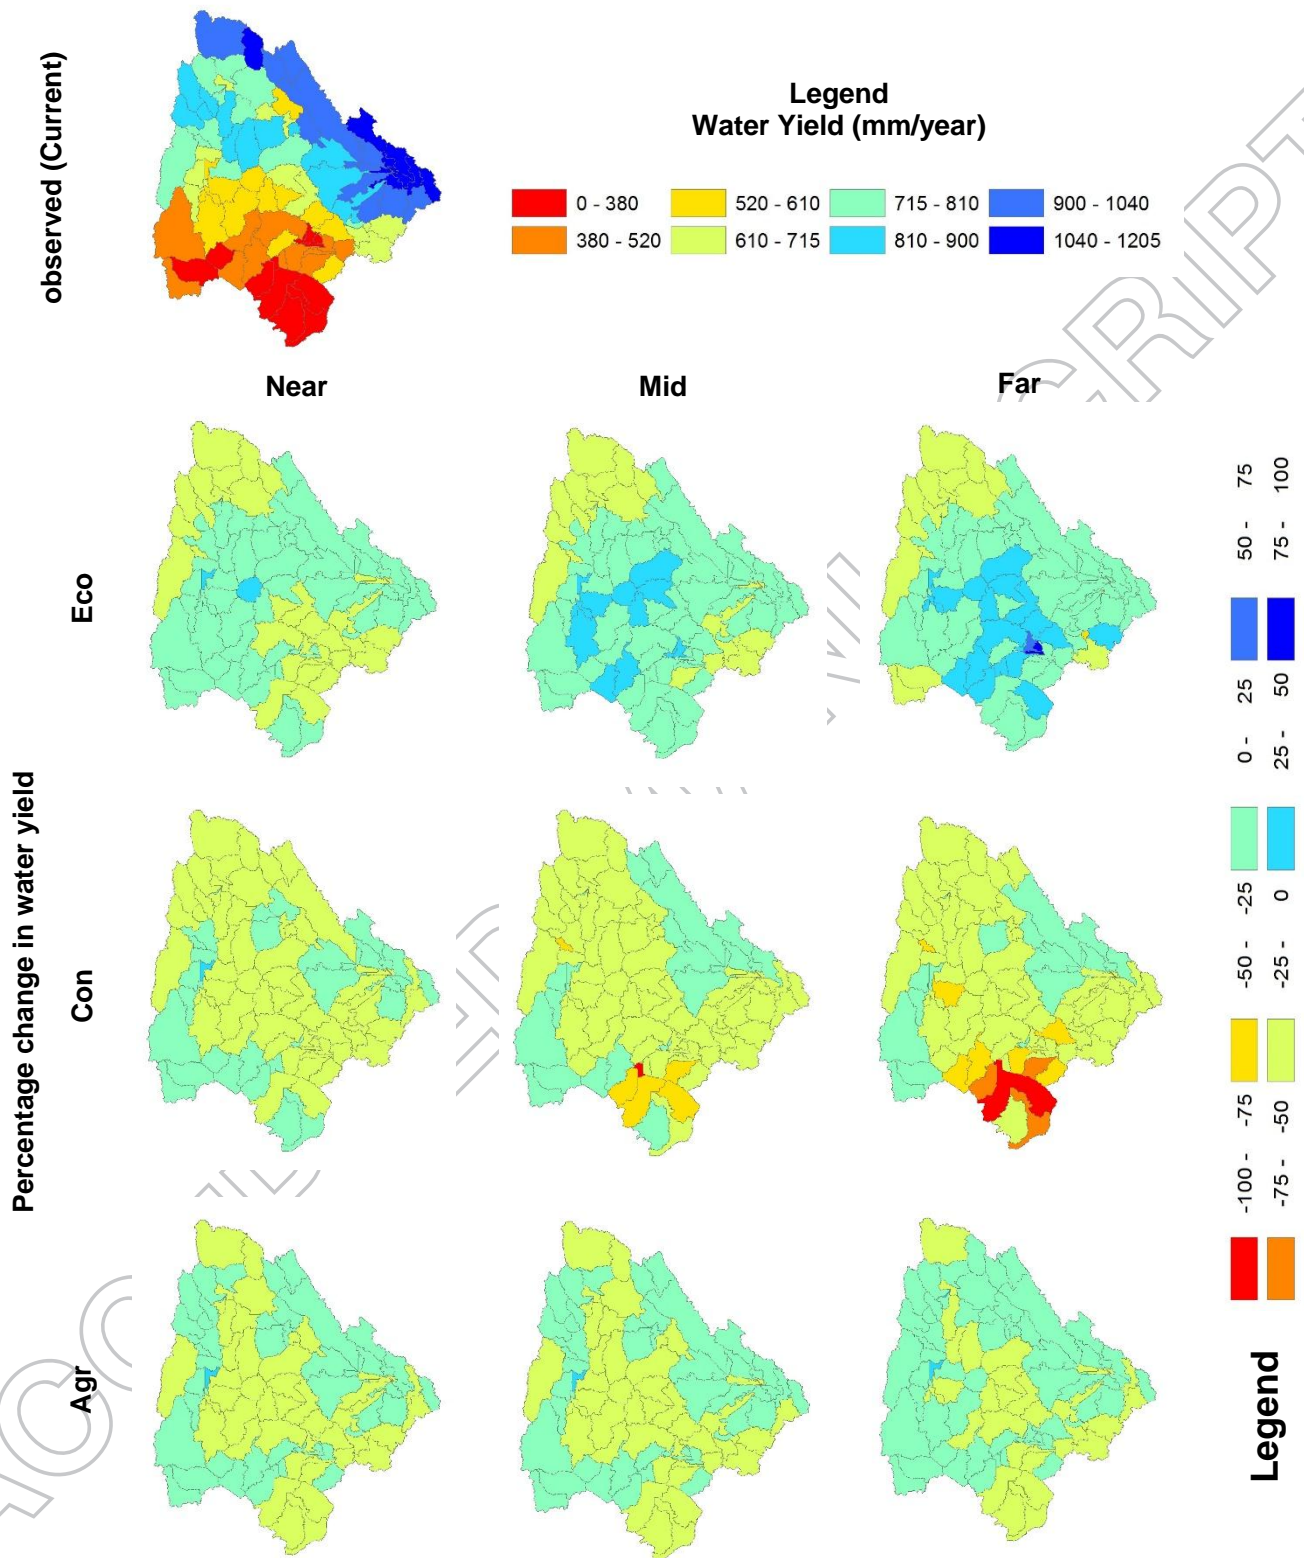 observed (Current)
Legend
Water Yield (mm/year)
0 - 380
520 - 610
715 - 810
900 - 1040
380 - 520
610 - 715
810 - 900
1040 - 1205
Near
Mid
Far
Percentage change in water yield
Eco
Con
Agr
Legend
-100 - -75
-50 - -25
0 - 25
50 - 75
-75 - -50
-25 - 0
25 - 50
75 - 100